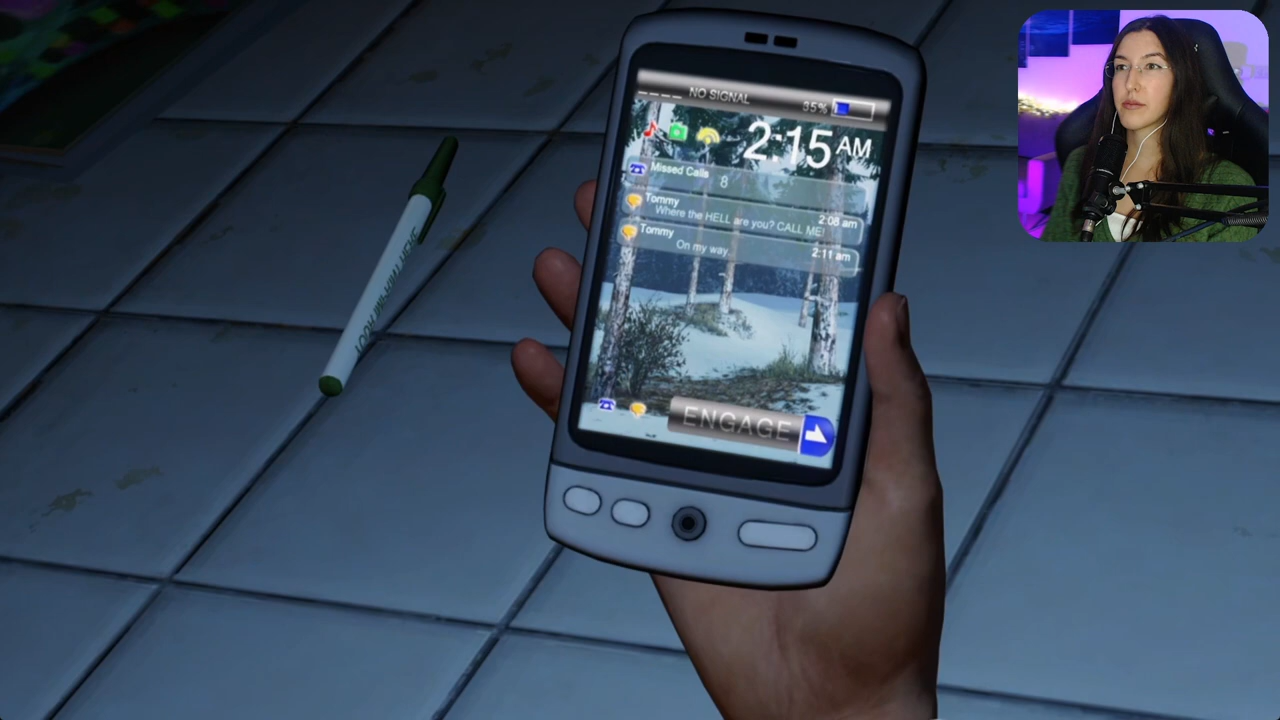 NO SIGNAL 35%
2:15 AM
Missed Calls 8
Tommy 2:08 am
Where the HELL are you? CALL ME!
Tommy 2:11 am
On my way
ENGAGE